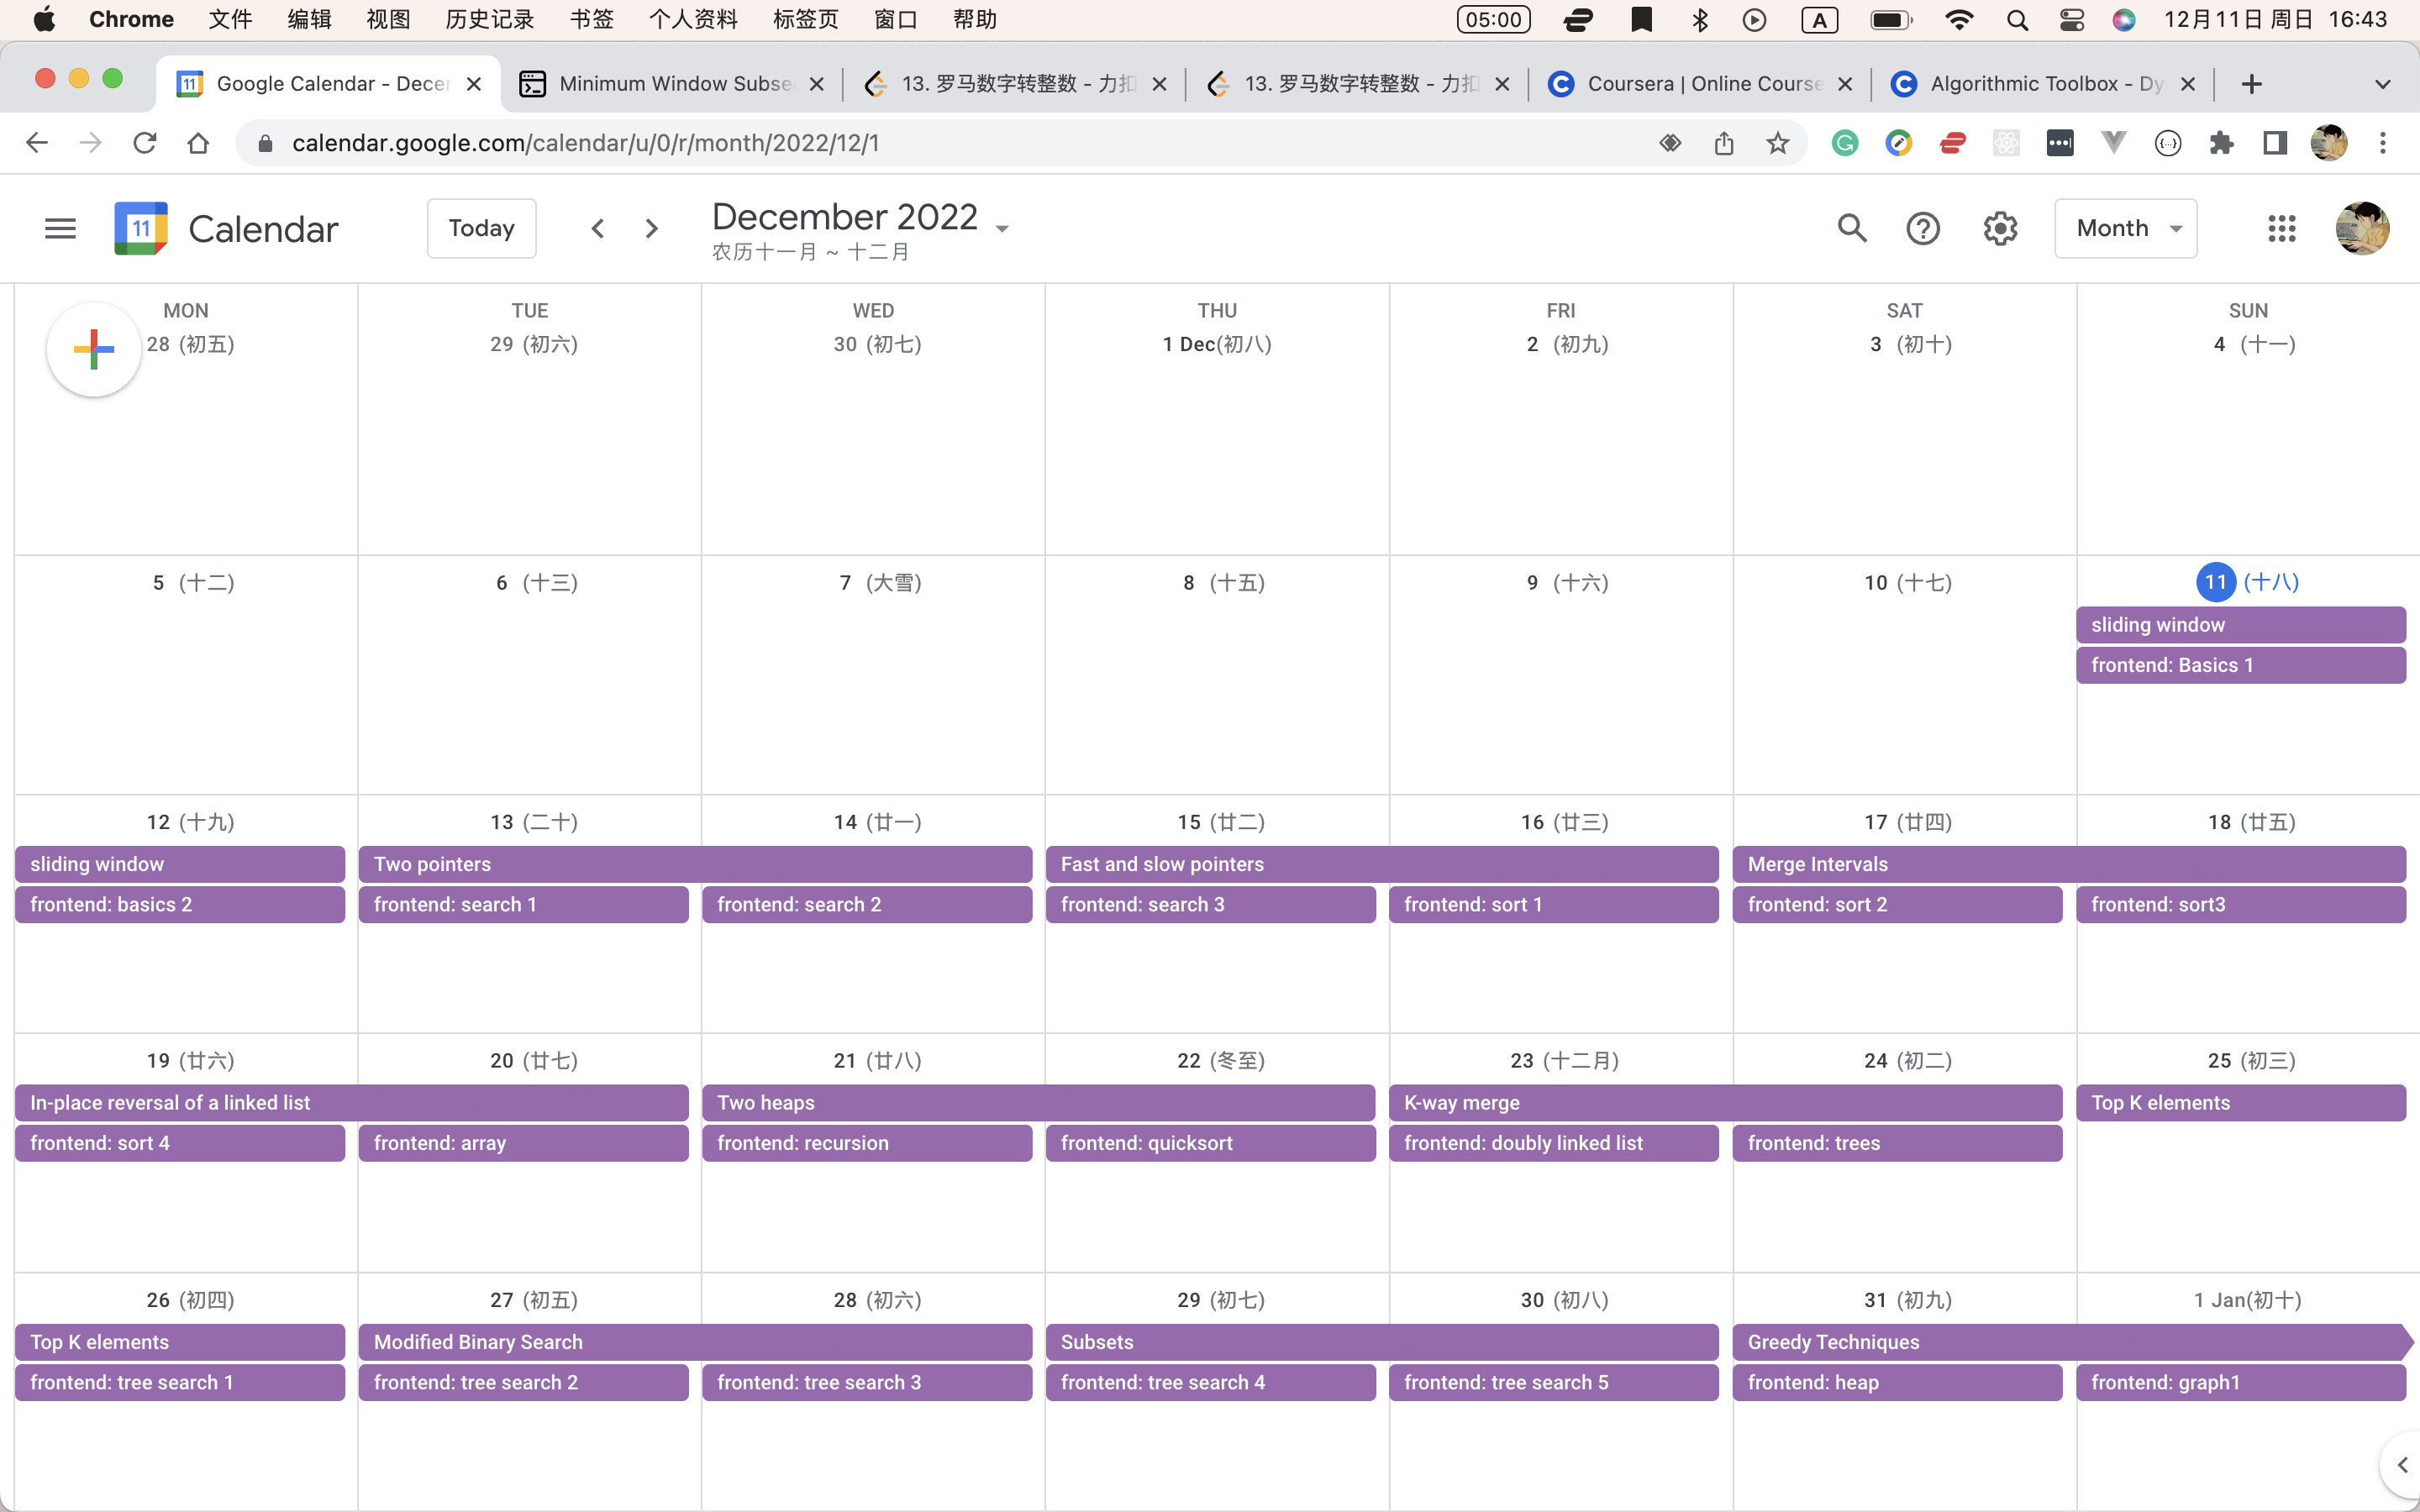 Chrome 文件 编辑 视图 历史记录 书签 个人资料 标签页 窗口 帮助 05:00 A 12月11日 周日 16:43
Google Calendar - Decer Minimum Window Subse 13. 罗马数字转整数 - 力扣 13. 罗马数字转整数 - 力扣 Coursera | Online Course Algorithmic Toolbox - Dy
calendar.google.com/calendar/u/0/r/month/2022/12/1
11 Calendar Today December 2022 Month
农历十一月 ~ 十二月
MON TUE WED THU FRI SAT SUN
28 (初五) 29 (初六) 30 (初七) 1 Dec(初八) 2 (初九) 3 (初十) 4 (十一)
5 (十二) 6 (十三) 7 (大雪) 8 (十五) 9 (十六) 10 (十七) 11 (十八)
sliding window
frontend: Basics 1
12 (十九) 13 (二十) 14 (廿一) 15 (廿二) 16 (廿三) 17 (廿四) 18 (廿五)
sliding window Two pointers Fast and slow pointers Merge Intervals
frontend: basics 2 frontend: search 1 frontend: search 2 frontend: search 3 frontend: sort 1 frontend: sort 2 frontend: sort3
19 (廿六) 20 (廿七) 21 (廿八) 22 (冬至) 23 (十二月) 24 (初二) 25 (初三)
In-place reversal of a linked list Two heaps K-way merge Top K elements
frontend: sort 4 frontend: array frontend: recursion frontend: quicksort frontend: doubly linked list frontend: trees
26 (初四) 27 (初五) 28 (初六) 29 (初七) 30 (初八) 31 (初九) 1 Jan(初十)
Top K elements Modified Binary Search Subsets Greedy Techniques
frontend: tree search 1 frontend: tree search 2 frontend: tree search 3 frontend: tree search 4 frontend: tree search 5 frontend: heap frontend: graph1